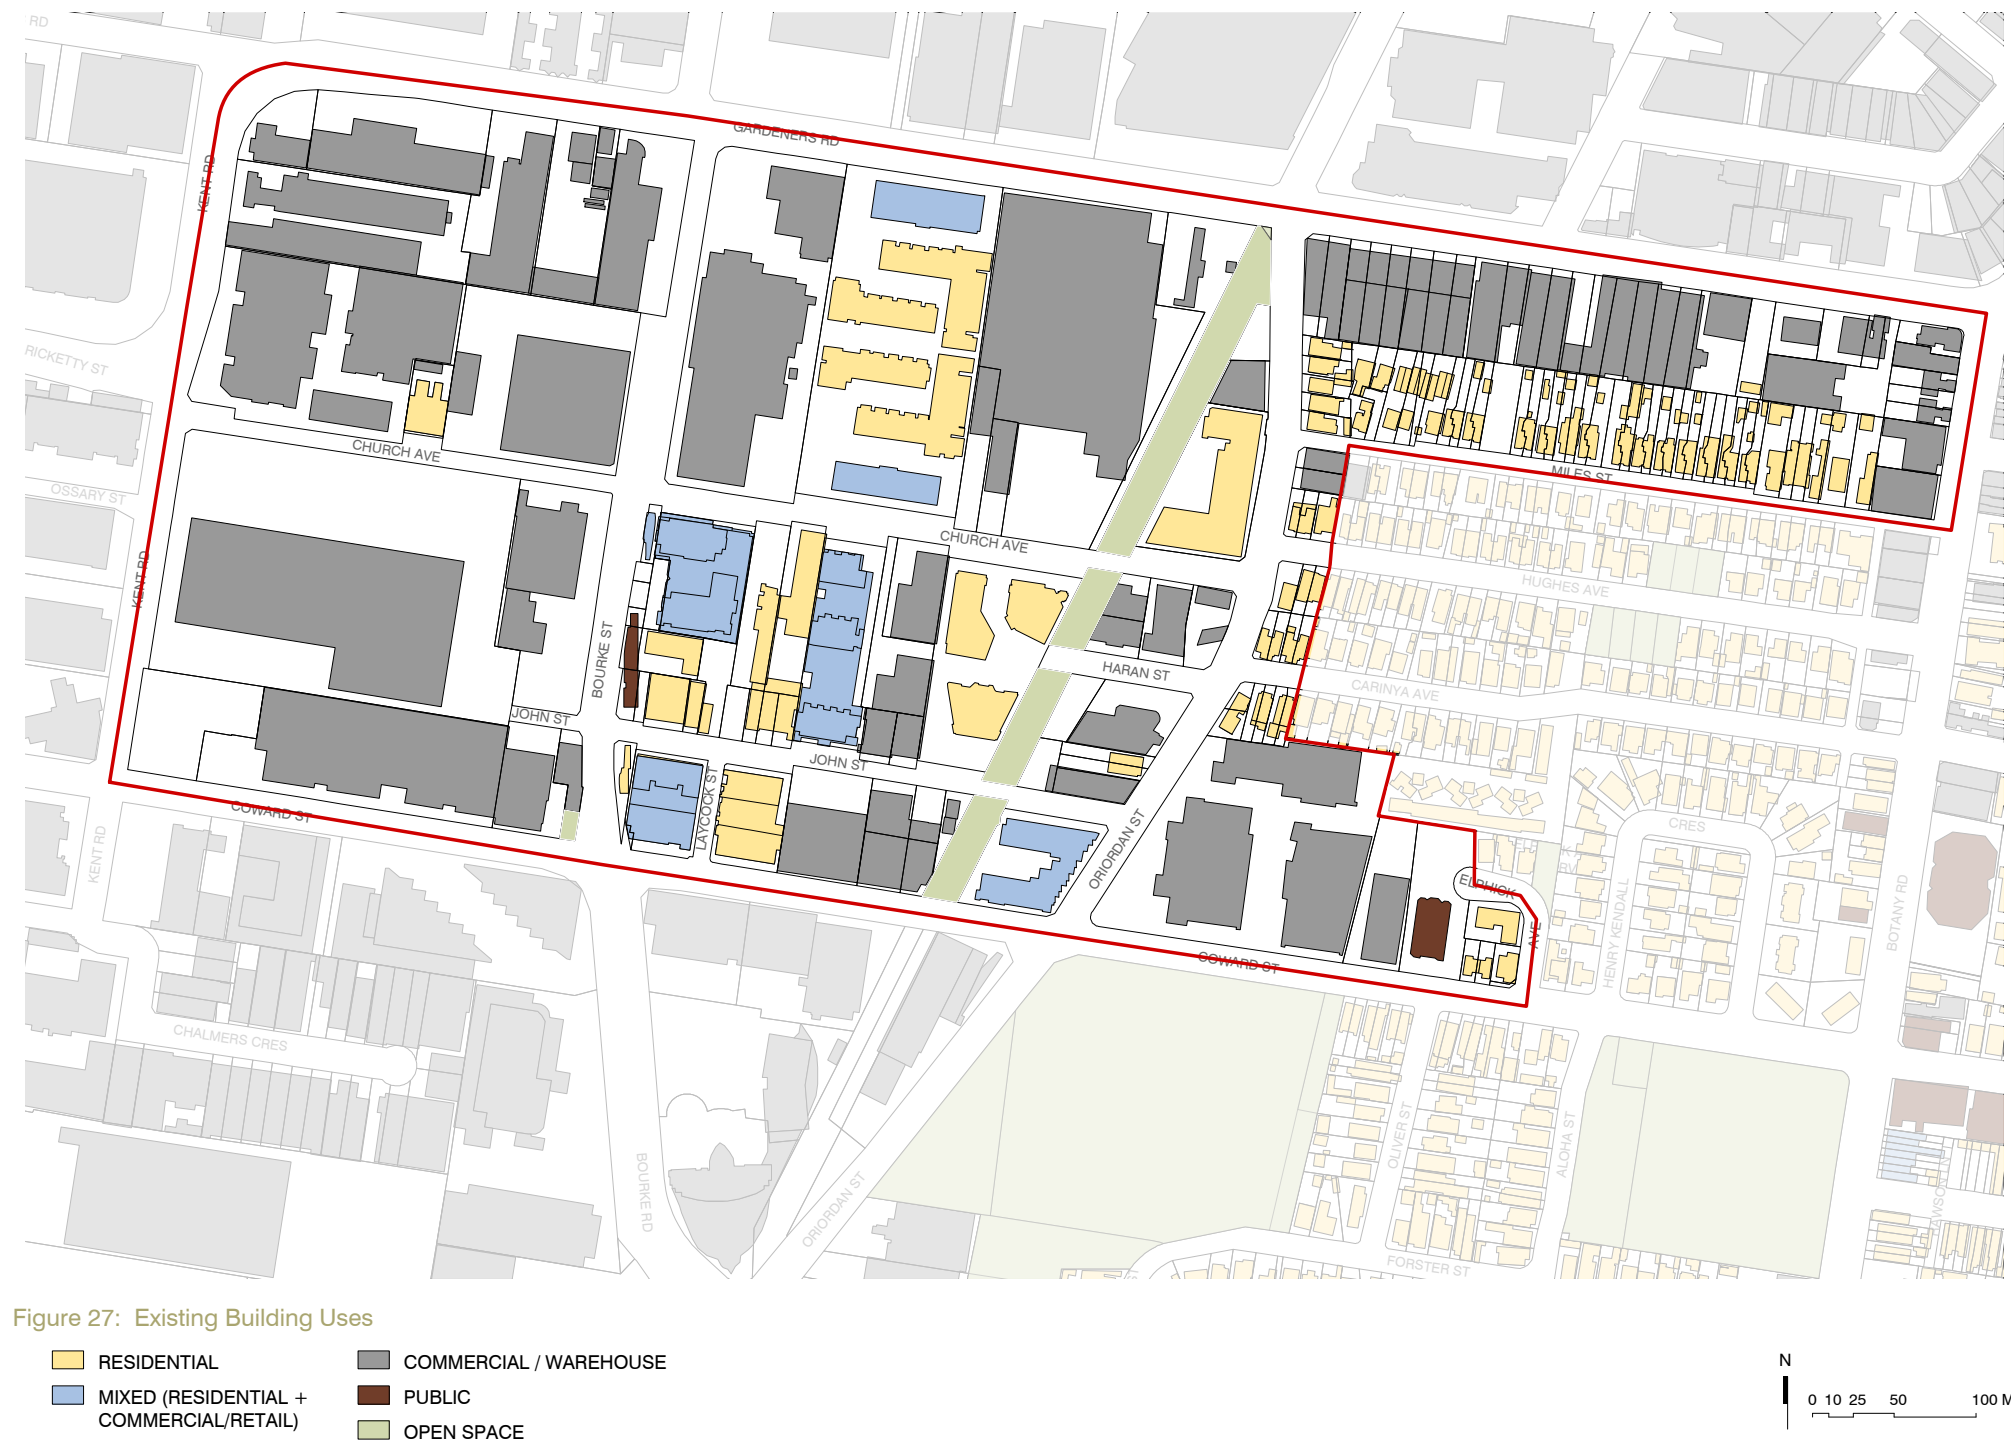 RD
GARDENERS RD
KENT RD
RICKETTY ST
CHURCH AVE
OSSARY ST
MILES ST
CHURCH AVE
KENT RD
HUGHES AVE
BOURKE ST
HARAN ST
CARINYA AVE
JOHN ST
JOHN ST
LAYCOCK ST
COWARD ST
ORIORDAN ST
CRES
KENT RD
ELPHICK
AVE
HENRY KENDALL
BOTANY RD
COWARD ST
CHALMERS CRES
BOURKE RD
ORIORDAN ST
OLIVER ST
ALOHA ST
FORSTER ST
Figure 27: Existing Building Uses
RESIDENTIAL
MIXED (RESIDENTIAL +
COMMERCIAL/RETAIL)
COMMERCIAL / WAREHOUSE
PUBLIC
OPEN SPACE
N
0 10 25 50 100 M